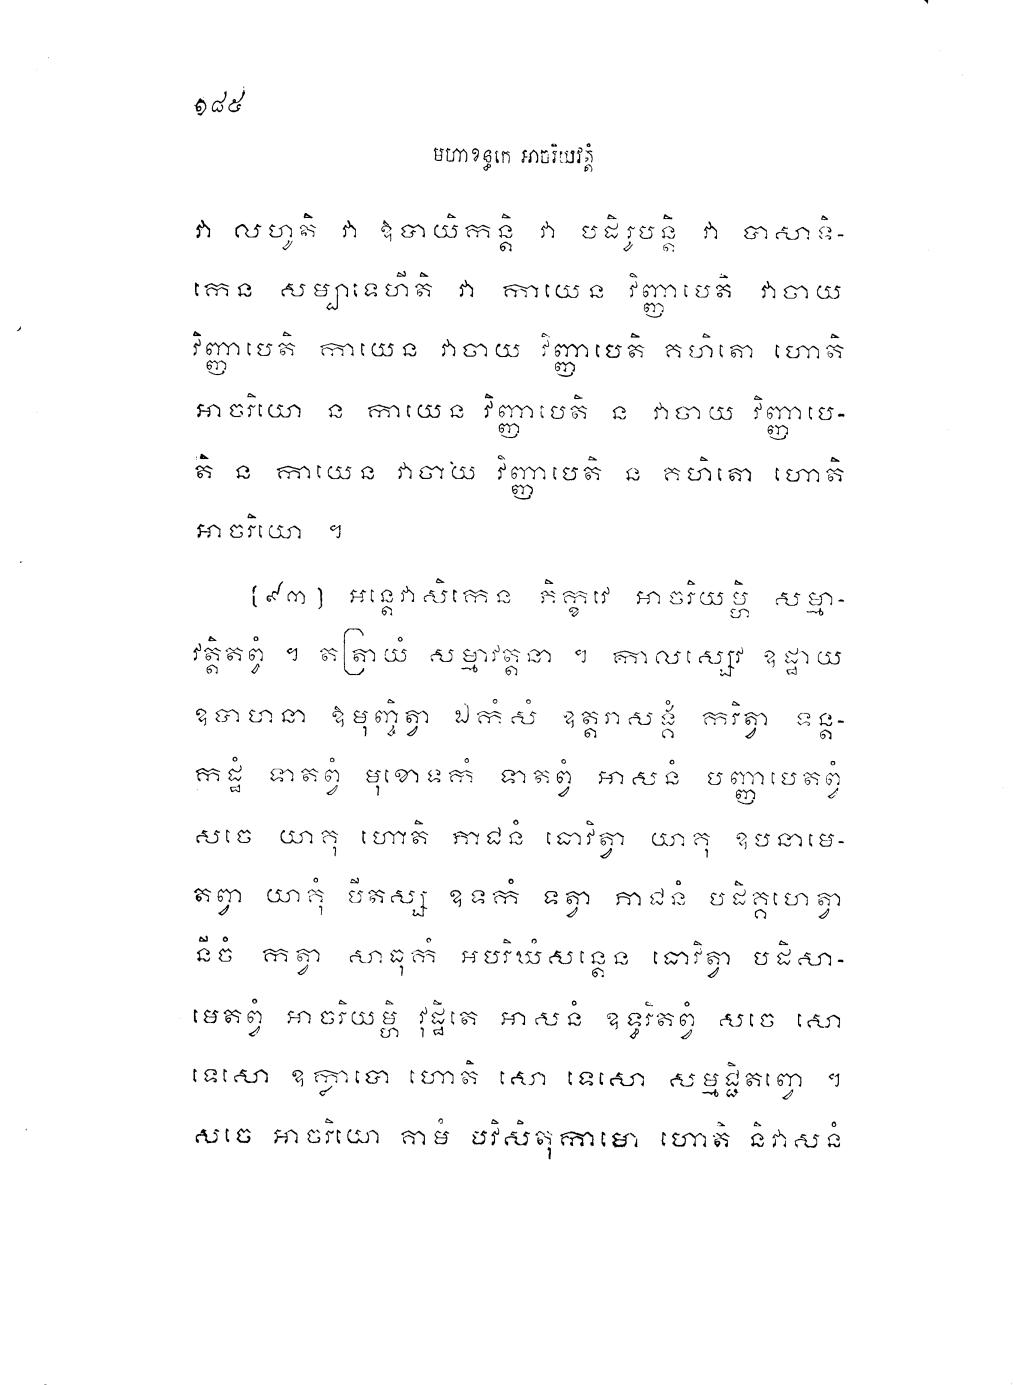 ១៨៥
មហាខន្ធកេ អាចរិយវត្តំ
វា លហូតិ វា ឱបាយិកន្តិ វា បដិរូបន្តិ វា បាសាទិ-
កេន សម្បាទេហីតិ វា កាយេន វិញ្ញាបេតិ វាចាយ
វិញ្ញាបេតិ កាយេន វាចាយ វិញ្ញាបេតិ គហិតោ ហោតិ
អាចរិយោ ន កាយេន វិញ្ញាបេតិ ន វាចាយ វិញ្ញាបេ-
តិ ន កាយេន វាចាយ វិញ្ញាបេតិ ន គហិតោ ហោតិ
អាចរិយោ ។
(៩៣) អន្តេវាសិកេន ភិក្ខវេ អាចរិយម្ហិ សម្មា-
វត្តិតព្វំ ។ តត្រាយំ សម្មាវត្តនា ។ កាលស្សេវ ឧដ្ឋាយ
ឧបាហនា ឱមុញ្ចិត្វា ឯកំសំ ឧត្តរាសង្គំ ករិត្វា ទន្ត-
កដ្ឋំ ទាតព្វំ មុខោទកំ ទាតព្វំ អាសនំ បញ្ញាបេតព្វំ
សចេ យាគុ ហោតិ ភាជនំ ធោវិត្វា យាគុ ឧបនាមេ-
តព្វា យាគុំ បីតស្ស ឧទកំ ទត្វា ភាជនំ បដិគ្គហេត្វា
នីចំ កត្វា សាធុកំ អបរិឃំសន្តេន ធោវិត្វា បដិសា-
មេតព្វំ អាចរិយម្ហិ វុដ្ឋិតេ អាសនំ ឧទ្ធរិតព្វំ សចេ សោ
ទេសោ ឧក្លាបោ ហោតិ សោ ទេសោ សម្មជ្ជិតព្វោ ។
សចេ អាចរិយោ គាមំ បវិសិតុកាមោ ហោតិ និវាសនំ